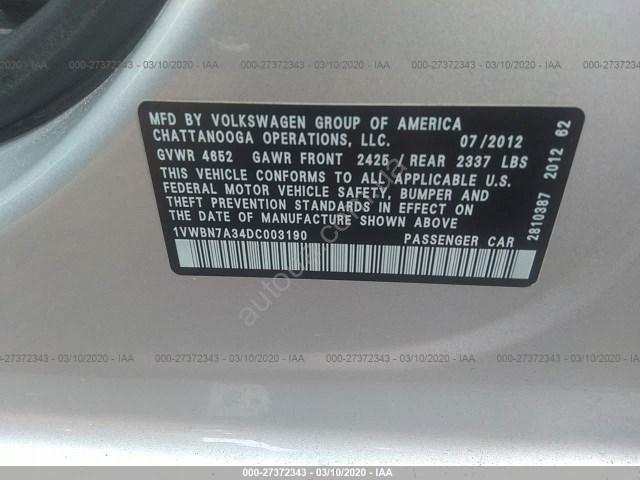 000-27372343 - 03/10/2020 - IAA
MFD BY VOLKSWAGEN GROUP OF AMERICA
CHATTANOOGA OPERATIONS, LLC. 07/2012
GVWR 4652 GAWR FRONT 2425 REAR 2337 LBS
THIS VEHICLE CONFORMS TO ALL APPLICABLE U.S.
FEDERAL MOTOR VEHICLE SAFETY, BUMPER AND
THEFT PREVENTION STANDARDS IN EFFECT ON
THE DATE OF MANUFACTURE SHOWN ABOVE
1VWBN7A34DC003190 PASSENGER CAR
2810387 2012 62
000-27372343 - 03/10/2020 - IAA
000-27372343 - 03/10/2020 - IAA